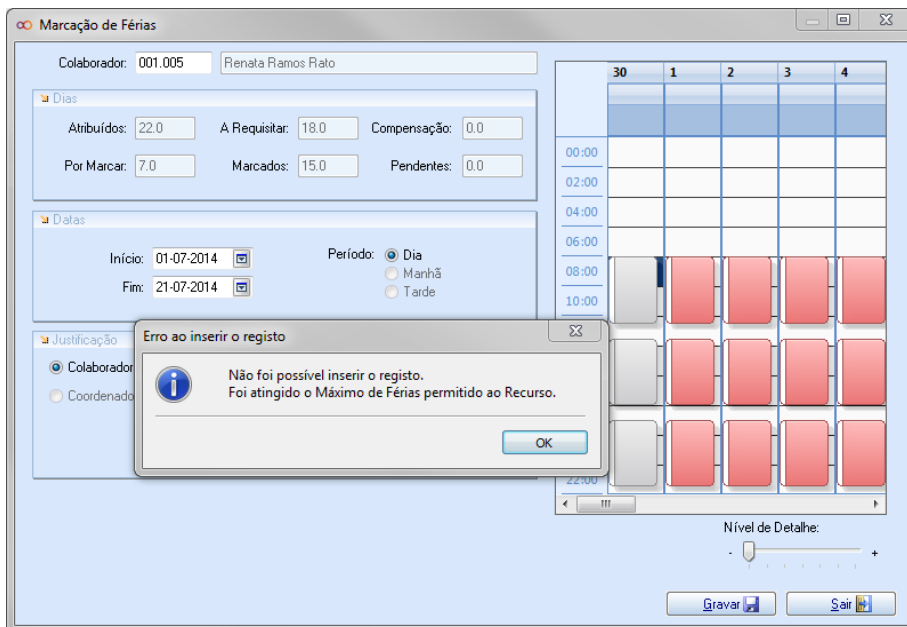 Marcação de Férias
Colaborador: 001.005 Renata Ramos Rato
Dias
Atribuídos: 22.0 A Requisitar: 18.0 Compensação: 0.0
Por Marcar: 7.0 Marcados: 15.0 Pendentes: 0.0
Datas
Início: 01-07-2014 Período: Dia
Manhã
Fim: 21-07-2014
Tarde
Justificação
Colaborador
Coordenado
Erro ao inserir o registo
Não foi possível inserir o registo.
Foi atingido o Máximo de Férias permitido ao Recurso.
OK
30 1 2 3 4
00:00
02:00
04:00
06:00
08:00
10:00
22:00
Nível de Detalhe:
- +
Gravar Sair